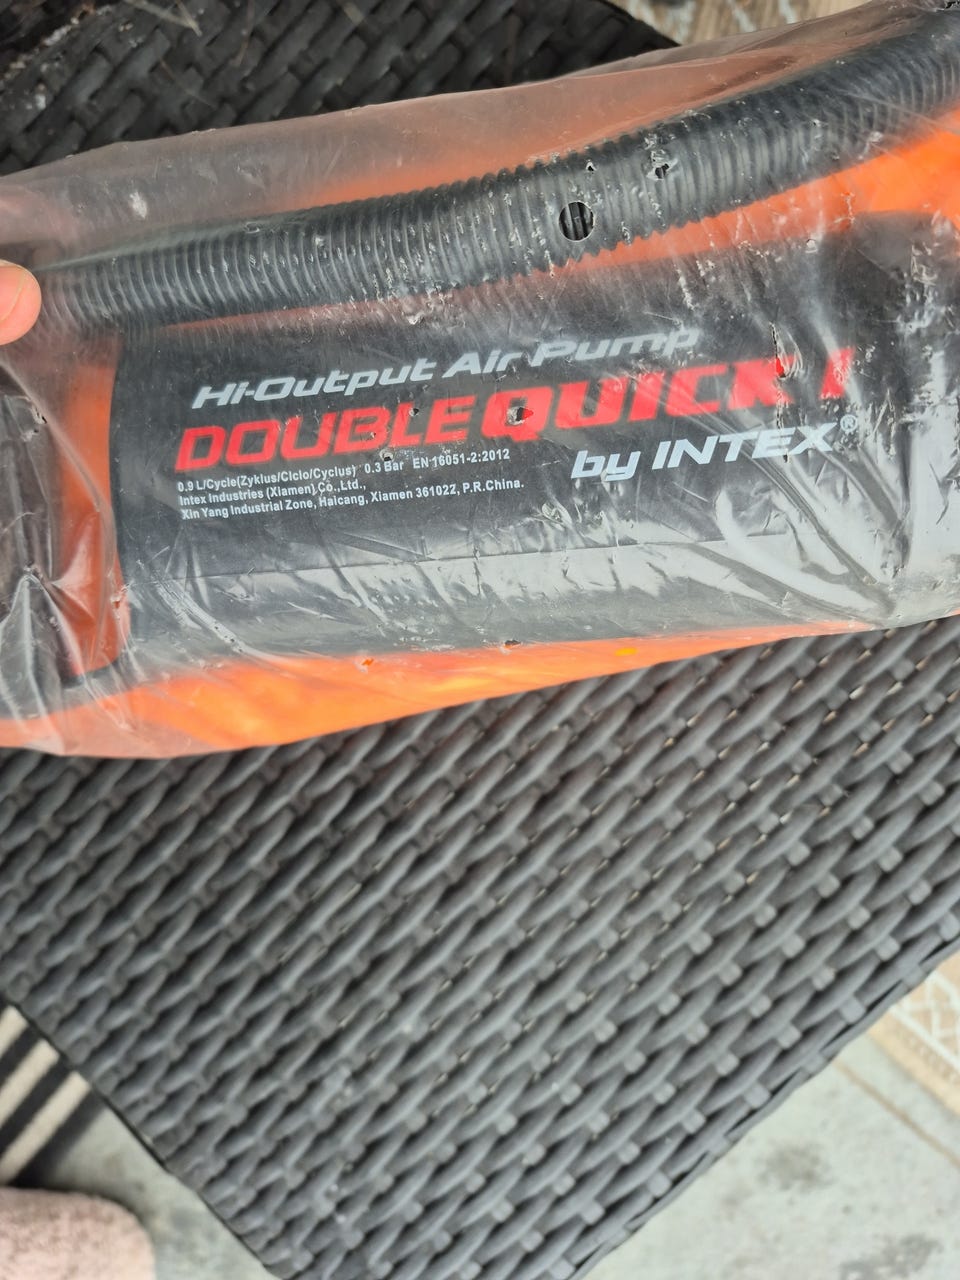 Hi-Output Air Pump
DOUBLE QUICK I
by INTEX®
0.9 L/Cycle(Zyklus/Ciclo/Cyclus) 0.3 Bar EN 16051-2:2012
Intex Industries (Xiamen) Co.,Ltd.,
Xin Yang Industrial Zone, Haicang, Xiamen 361022, P.R.China.